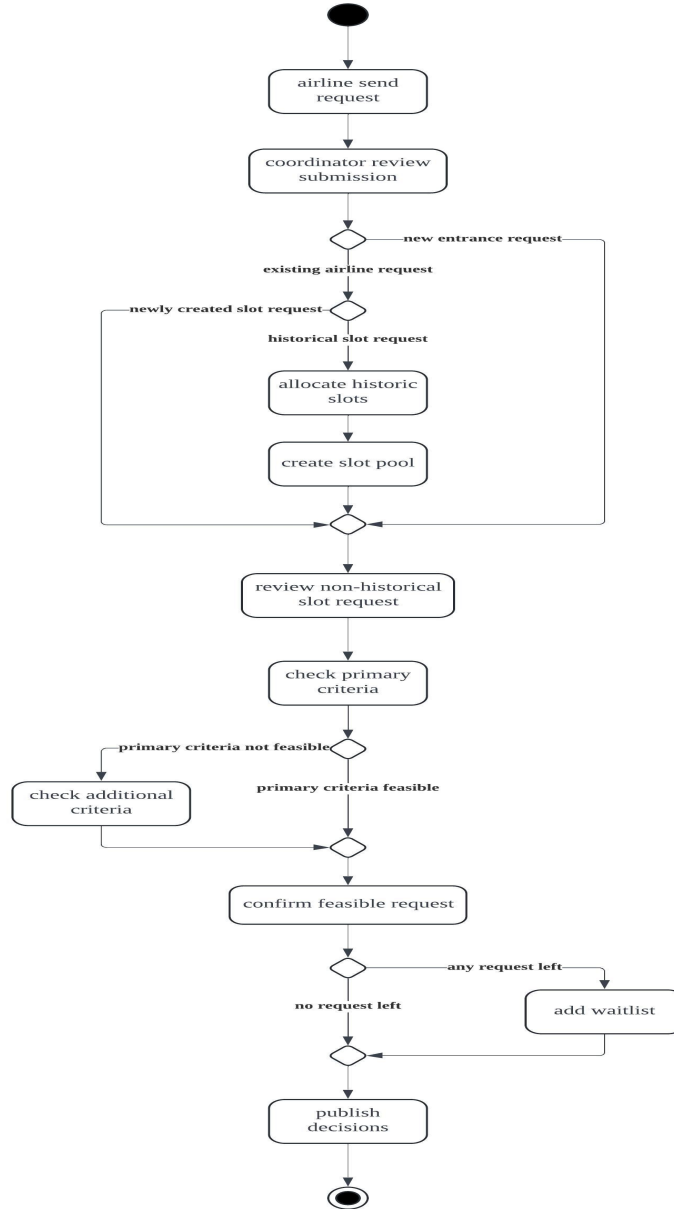 airline send
request
coordinator review
submission
new entrance request
existing airline request
newly created slot request
historical slot request
allocate historic
slots
create slot pool
review non-historical
slot request
check primary
criteria
primary criteria not feasible
primary criteria feasible
check additional
criteria
confirm feasible request
any request left
no request left
add waitlist
publish
decisions